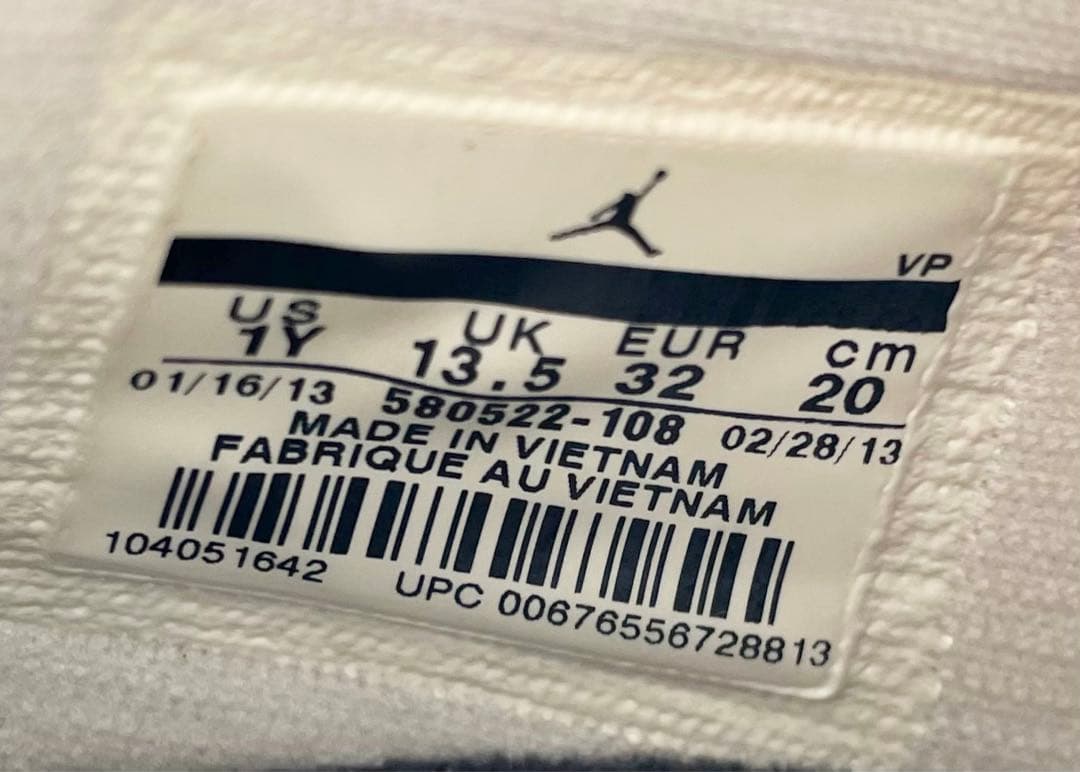 VP
US UK EUR cm
1Y 13.5 32 20
01/16/13 580522-108 02/28/13
MADE IN VIETNAM
FABRIQUE AU VIETNAM
104051642 UPC 00676556728813